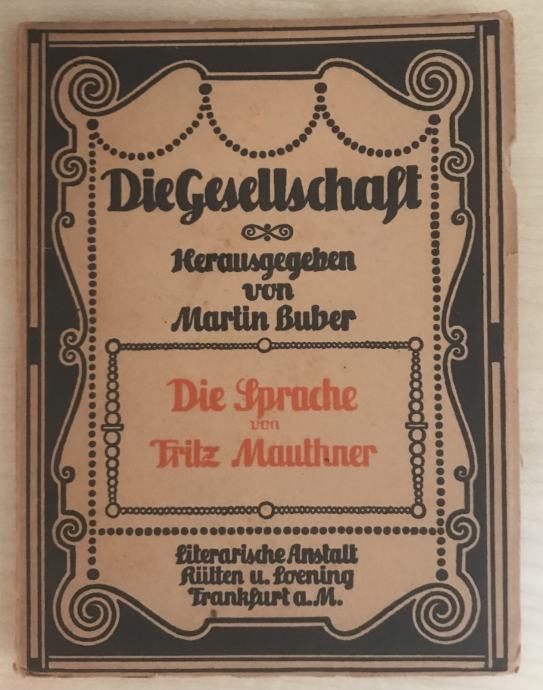 Die Gesellschaft
Herausgegeben
von
Martin Buber
Die Sprache
von
Fritz Mauthner
Literarische Anstalt
Rütten u. Loening
Frankfurt a. M.